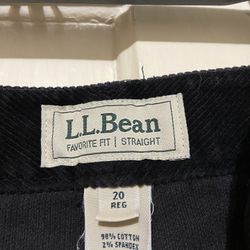 L.L.Bean
FAVORITE FIT | STRAIGHT
20
REG
98% COTTON
2% SPANDEX